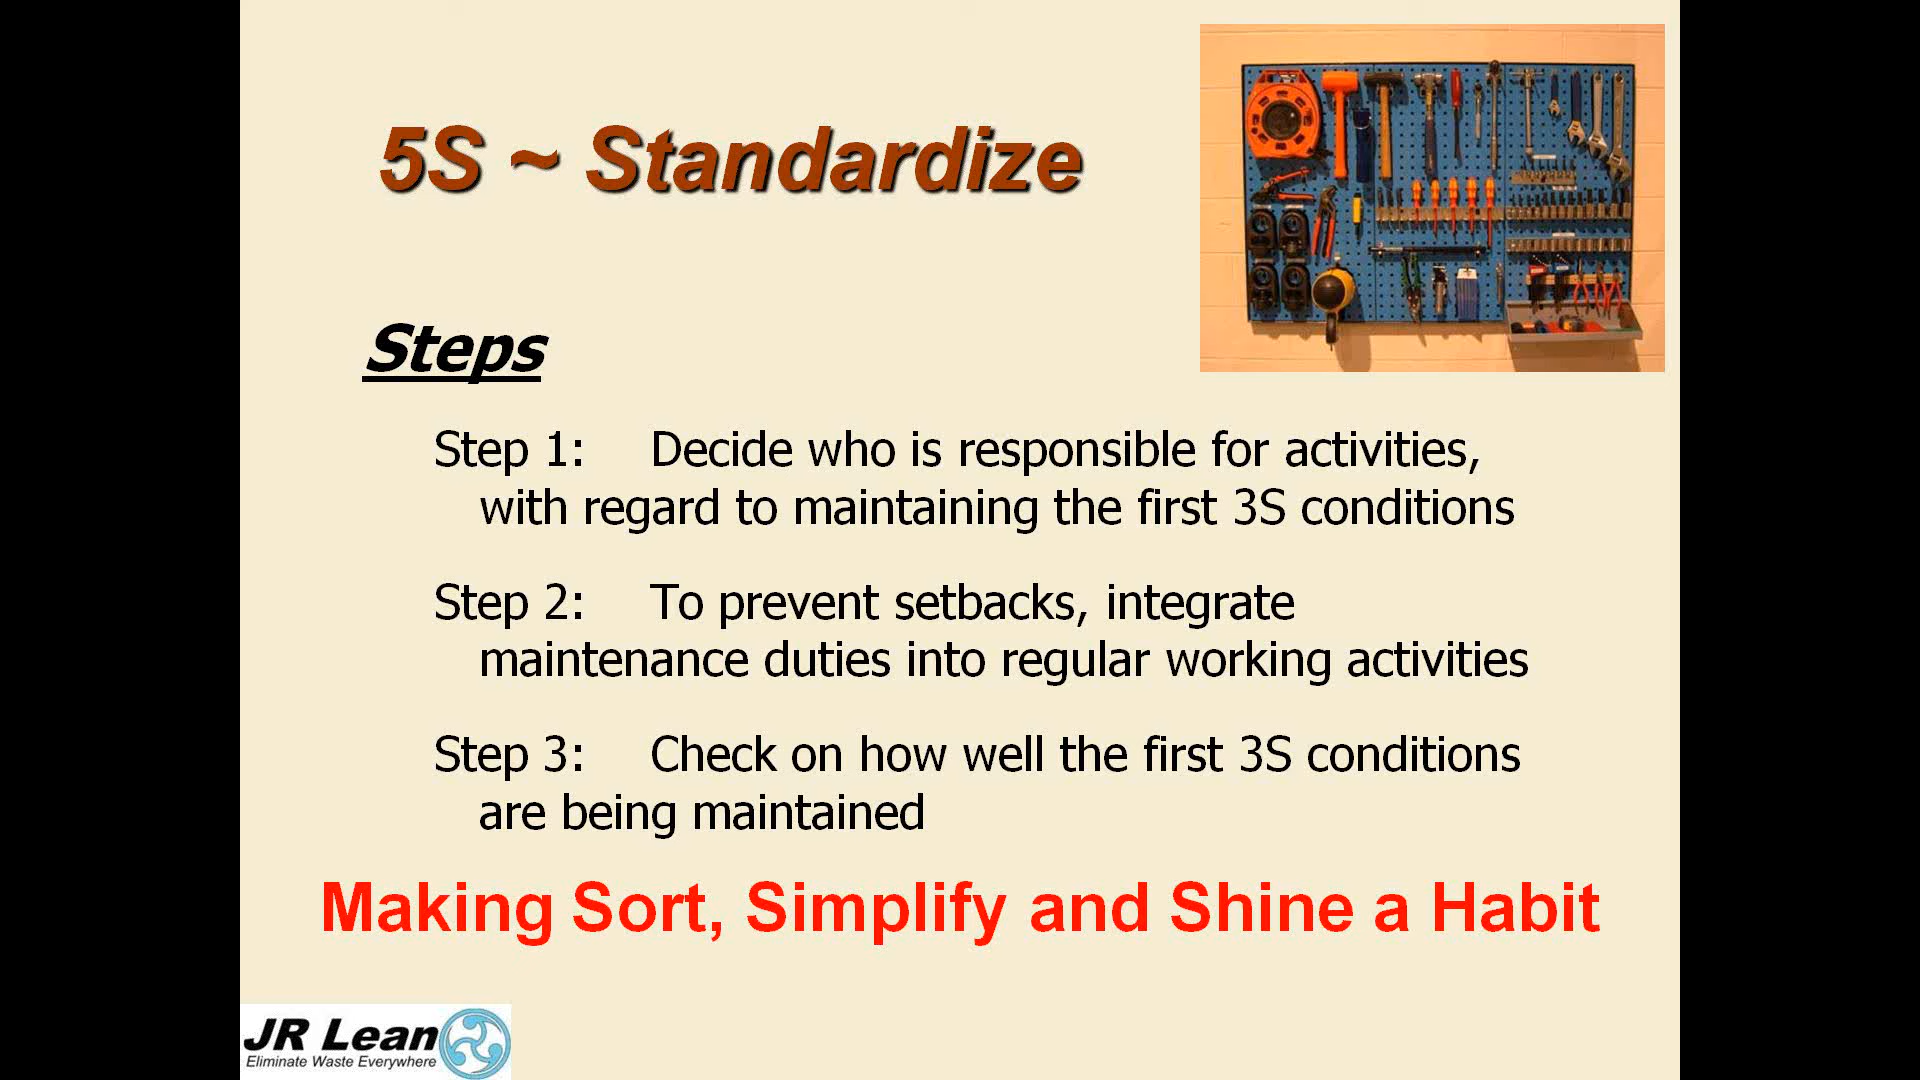 5S ~ Standardize
Steps
Step 1: Decide who is responsible for activities,
with regard to maintaining the first 3S conditions
Step 2: To prevent setbacks, integrate
maintenance duties into regular working activities
Step 3: Check on how well the first 3S conditions
are being maintained
Making Sort, Simplify and Shine a Habit
JR Lean
Eliminate Waste Everywhere